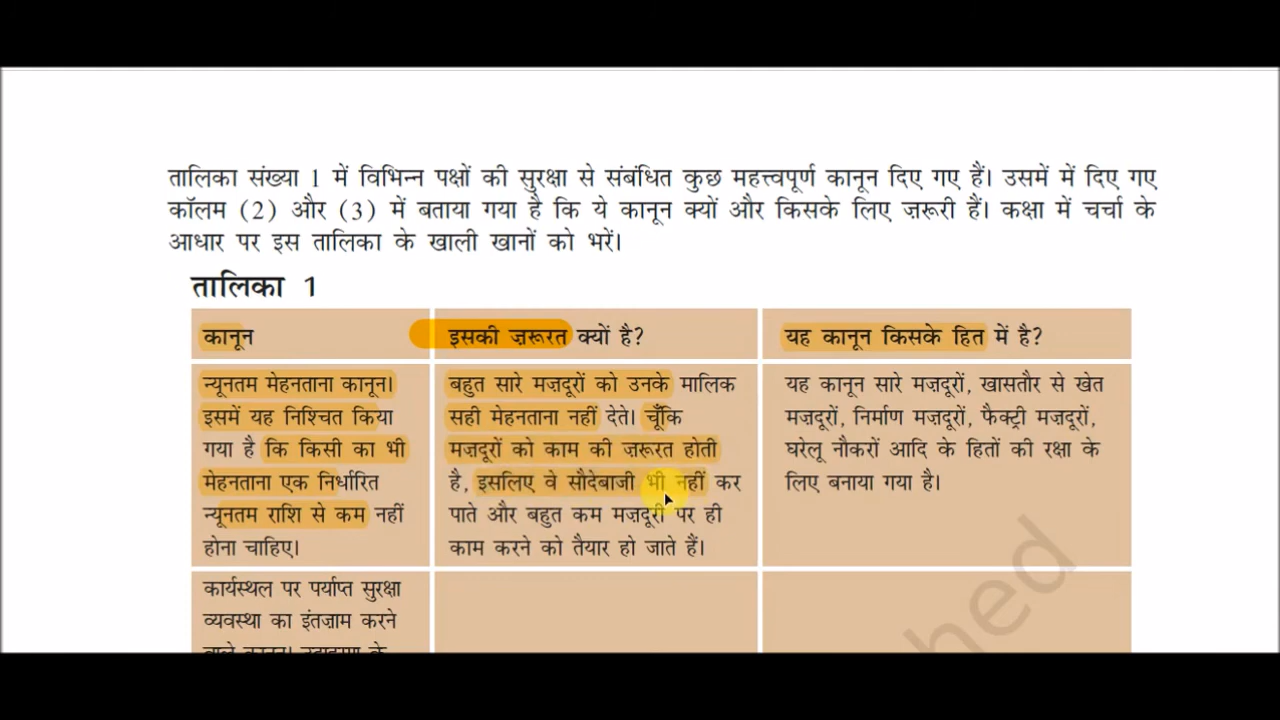 तालिका संख्या 1 में विभिन्न पक्षों की सुरक्षा से संबंधित कुछ महत्त्वपूर्ण कानून दिए गए हैं। उसमें में दिए गए
कॉलम (2) और (3) में बताया गया है कि ये कानून क्यों और किसके लिए ज़रूरी हैं। कक्षा में चर्चा के
आधार पर इस तालिका के खाली खानों को भरें।
तालिका 1
कानून
इसकी ज़रूरत क्यों है?
यह कानून किसके हित में है?
न्यूनतम मेहनताना कानून।
इसमें यह निश्चित किया
गया है कि किसी का भी
मेहनताना एक निर्धारित
न्यूनतम राशि से कम नहीं
होना चाहिए।
बहुत सारे मज़दूरों को उनके मालिक
सही मेहनताना नहीं देते। चूँकि
मज़दूरों को काम की ज़रूरत होती
है, इसलिए वे सौदेबाजी भी नहीं कर
पाते और बहुत कम मज़दूरी पर ही
काम करने को तैयार हो जाते हैं।
यह कानून सारे मज़दूरों, खासतौर से खेत
मज़दूरों, निर्माण मज़दूरों, फैक्ट्री मज़दूरों,
घरेलू नौकरों आदि के हितों की रक्षा के
लिए बनाया गया है।
कार्यस्थल पर पर्याप्त सुरक्षा
व्यवस्था का इंतज़ाम करने
वाले कानून। उदाहरण के
hed